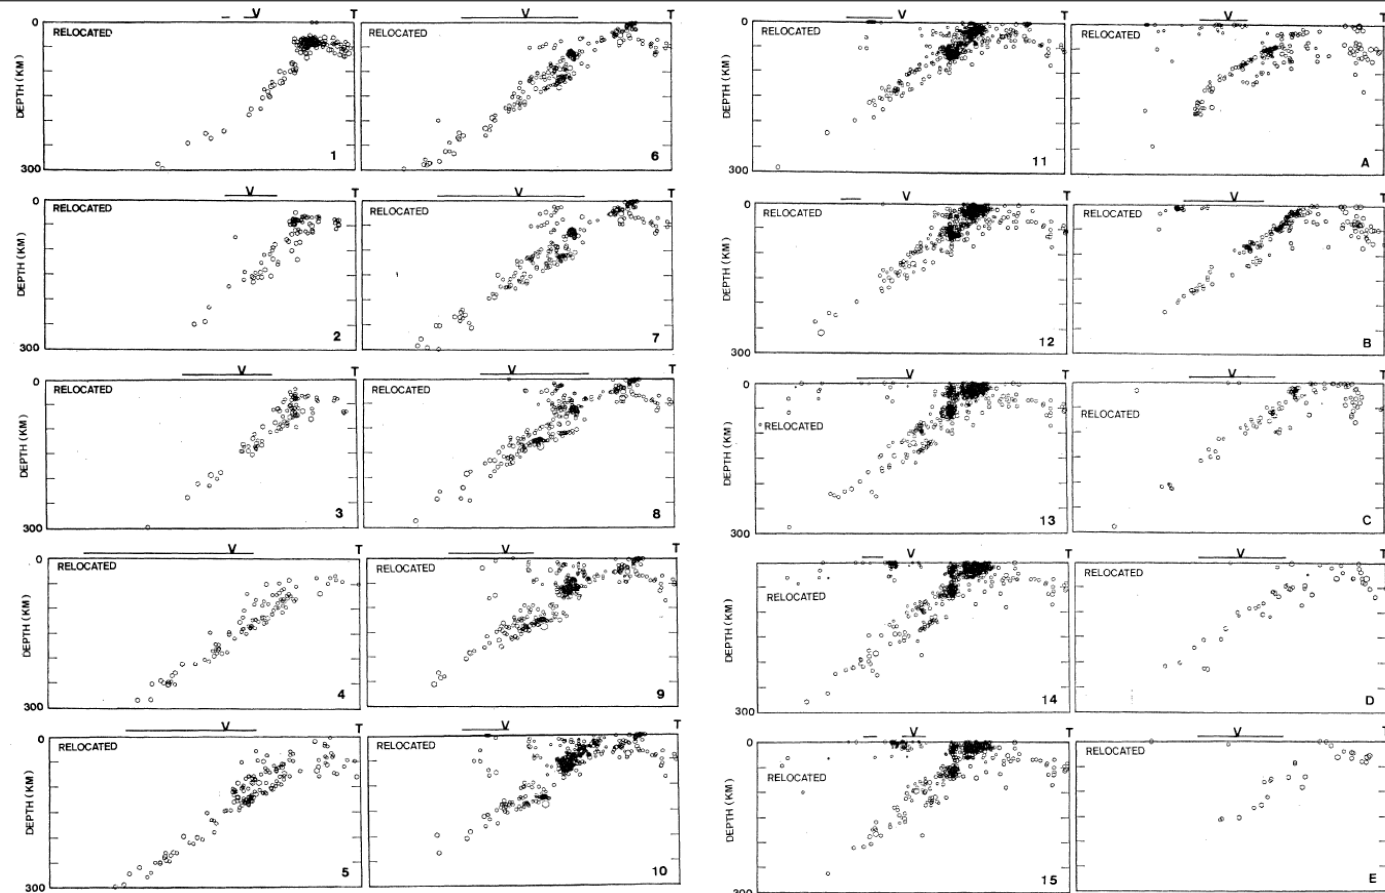 V T V T V T V T
0 RELOCATED RELOCATED 0 RELOCATED RELOCATED
DEPTH (KM) DEPTH (KM)
300 1 6 300 11 A
V T V T V T V T
0 RELOCATED RELOCATED 0 RELOCATED RELOCATED
DEPTH (KM) DEPTH (KM)
300 2 7 300 12 B
V T V T V T V T
0 RELOCATED RELOCATED 0 RELOCATED RELOCATED
DEPTH (KM) DEPTH (KM)
300 3 8 300 13 C
V T V T V T V T
0 RELOCATED RELOCATED RELOCATED RELOCATED
DEPTH (KM) DEPTH (KM)
300 4 9 300 14 D
V T V T V T V T
0 RELOCATED RELOCATED 0 RELOCATED RELOCATED
DEPTH (KM) DEPTH (KM)
300 5 10 300 15 E